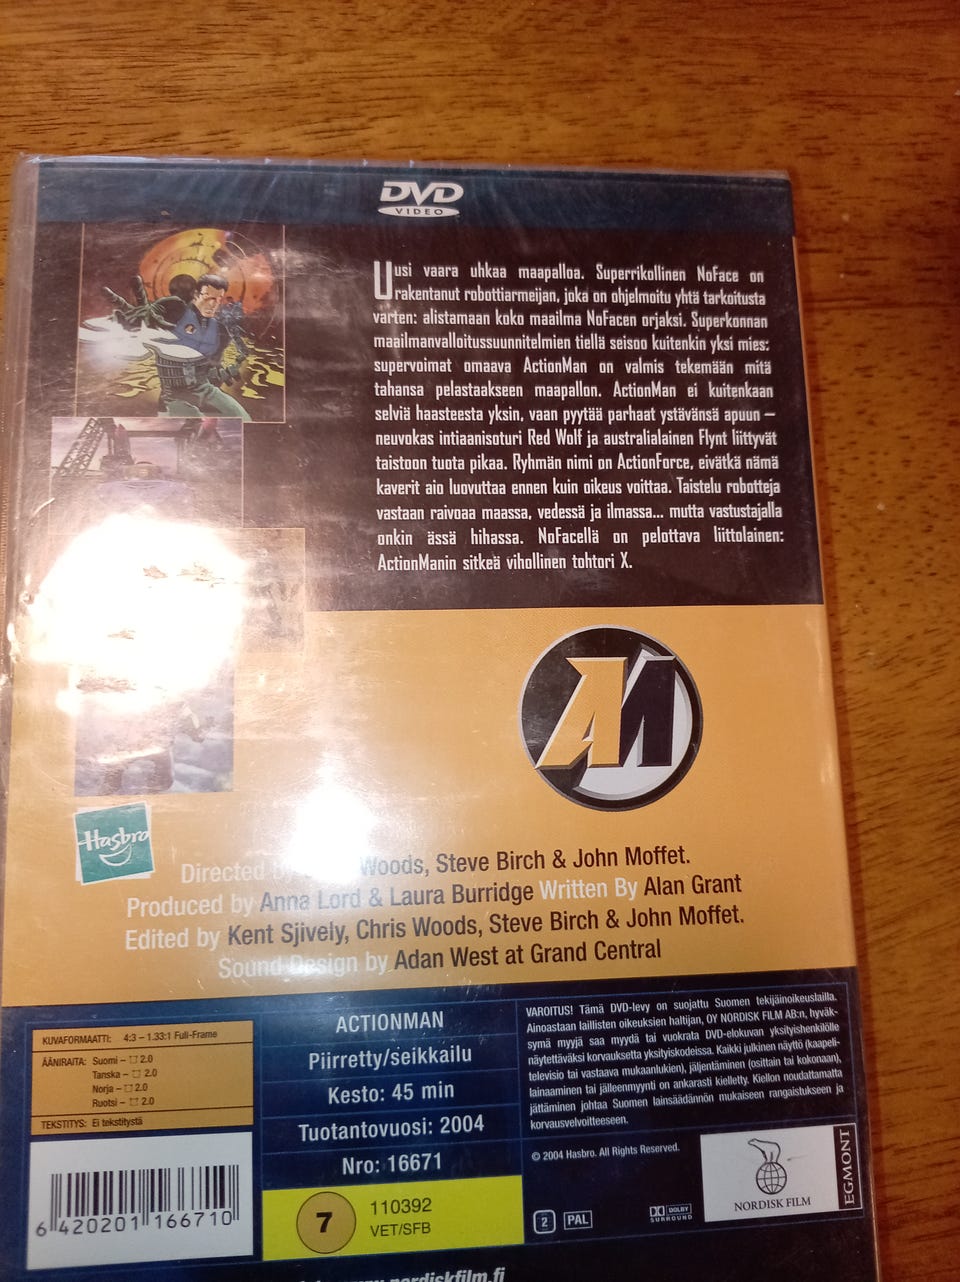 DVD
VIDEO
Uusi vaara uhkaa maapalloa. Superrikollinen NoFace on
rakentanut robottiarmeijan, joka on ohjelmoitu yhtä tarkoitusta
varten: alistamaan koko maailma NoFacen orjaksi. Superkonnan
maailmanvalloitussuunnitelmien tiellä seisoo kuitenkin yksi mies:
supervoimat omaava ActionMan on valmis tekemään mitä
tahansa pelastaakseen maapallon. ActionMan ei kuitenkaan
selviä haasteesta yksin, vaan pyytää parhaat ystävänsä apuun –
neuvokas intiaanisoturi Red Wolf ja australialainen Flynt liittyvät
taistoon tuota pikaa. Ryhmän nimi on ActionForce, eivätkä nämä
kaverit aio luovuttaa ennen kuin oikeus voittaa. Taistelu robotteja
vastaan raivoaa maassa, vedessä ja ilmassa... mutta vastustajalla
onkin ässä hihassa. NoFacellä on pelottava liittolainen:
ActionManin sitkeä vihollinen tohtori X.
AM
Hasbro
Directed by Woods, Steve Birch & John Moffet.
Produced by Anna Lord & Laura Burridge Written By Alan Grant
Edited by Kent Sjively, Chris Woods, Steve Birch & John Moffet.
Sound Design by Adan West at Grand Central
KUVAFORMAATTI: 4:3 – 1.33:1 Full-Frame
ÄÄNIRAITA: Suomi – 2.0
Tanska – 2.0
Norja – 2.0
Ruotsi – 2.0
TEKSTITYS: Ei tekstitystä
6 420201 166710
ACTIONMAN
Piirretty/seikkailu
Kesto: 45 min
Tuotantovuosi: 2004
Nro: 16671
7
110392
VET/SFB
VAROITUS! Tämä DVD-levy on suojattu Suomen tekijäinoikeuslailla.
Ainoastaan laillisten oikeuksien haltijan, OY NORDISK FILM AB:n, hyväk-
symä myyjä saa myydä tai vuokrata DVD-elokuvan yksityishenkilölle
näytettäväksi korvauksetta yksityiskodeissa. Kaikki julkinen näyttö (kaapeli-
televisio tai vastaava mukaanlukien), jäljentäminen (osittain tai kokonaan),
lainaaminen tai jälleenmyynti on ankarasti kielletty. Kiellon noudattamatta
jättäminen johtaa Suomen lainsäädännön mukaiseen rangaistukseen ja
korvausvelvoitteeseen.
© 2004 Hasbro. All Rights Reserved.
2 PAL
DOLBY
SURROUND
NORDISK FILM
EGMONT
www.nordiskfilm.fi